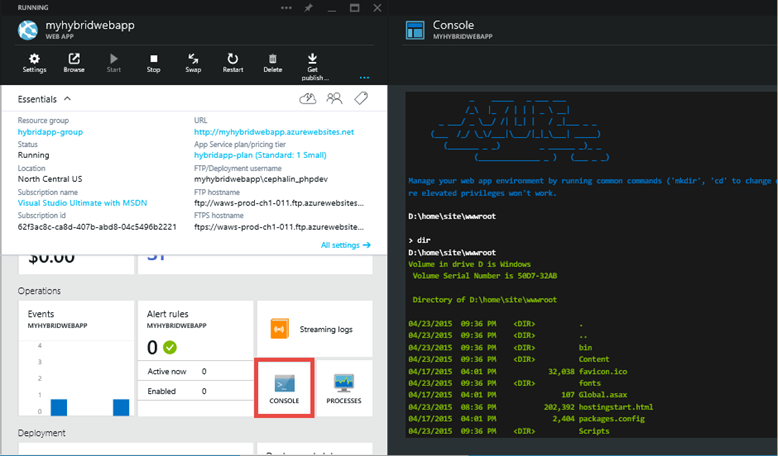 RUNNING
myhybridwebapp
WEB APP
Settings
Browse
Start
Stop
Swap
Restart
Delete
Get
publish...
Essentials
Resource group
hybridapp-group
Status
Running
Location
North Central US
Subscription name
Visual Studio Ultimate with MSDN
Subscription id
62f3ac8c-ca8d-407b-abd8-04c5496b2221
URL
http://myhybridwebapp.azurewebsites.net
App Service plan/pricing tier
hybridapp-plan (Standard: 1 Small)
FTP/Deployment username
myhybridwebapp\cephalin_phpdev
FTP hostname
ftp://waws-prod-ch1-011.ftp.azurewebsites...
FTPS hostname
ftps://waws-prod-ch1-011.ftp.azurewebsite...
All settings
$0.00
Operations
Events
MYHYBRIDWEBAPP
4
3
2
1
0
Alert rules
MYHYBRIDWEBAPP
0
Active now 0
Enabled 0
Streaming logs
CONSOLE
PROCESSES
Deployment
Console
MYHYBRIDWEBAPP
Manage your web app environment by running common commands ('mkdir', 'cd' to change
re elevated privileges won't work.
D:\home\site\wwwroot
> dir
D:\home\site\wwwroot
Volume in drive D is Windows
Volume Serial Number is 50D7-32AB
Directory of D:\home\site\wwwroot
04/23/2015 09:36 PM <DIR> .
04/23/2015 09:36 PM <DIR> ..
04/23/2015 09:36 PM <DIR> bin
04/23/2015 09:36 PM <DIR> Content
04/17/2015 04:01 PM 32,038 favicon.ico
04/23/2015 09:36 PM <DIR> fonts
04/17/2015 04:01 PM 107 Global.asax
04/23/2015 08:36 PM 202,392 hostingstart.html
04/17/2015 04:01 PM 2,404 packages.config
04/23/2015 09:36 PM <DIR> Scripts